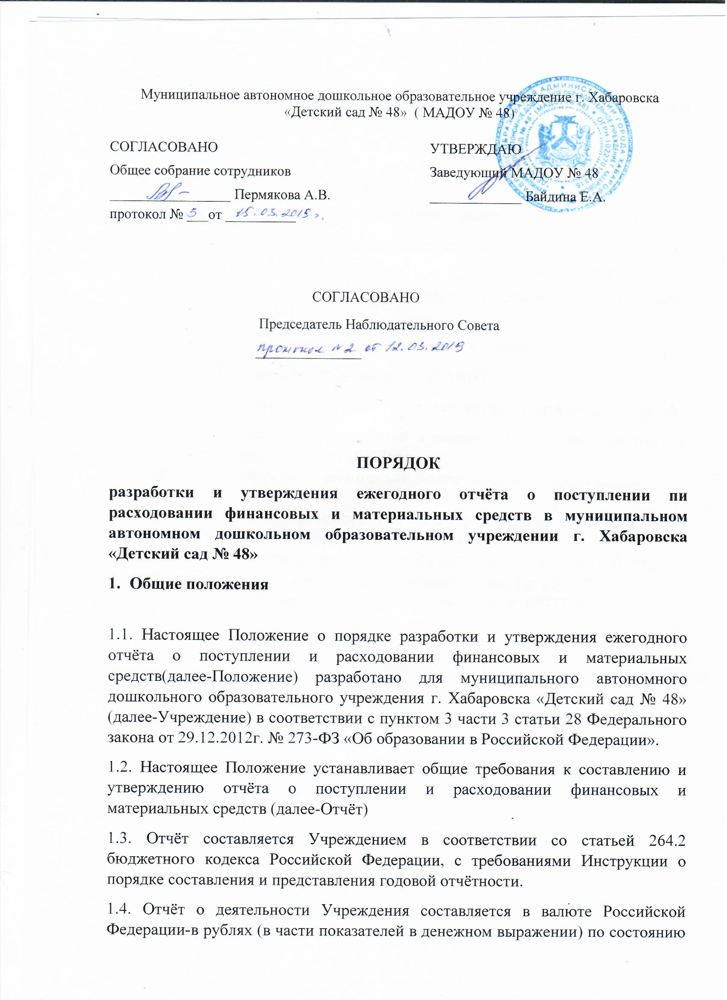 Муниципальное автономное дошкольное образовательное учреждение г. Хабаровска
«Детский сад № 48» ( МАДОУ № 48)
СОГЛАСОВАНО
Общее собрание сотрудников
_________________ Пермякова А.В.
протокол № 3 от 15.03.2019 г.
УТВЕРЖДАЮ
Заведующий МАДОУ № 48
_____________ Байдина Е.А.
СОГЛАСОВАНО
Председатель Наблюдательного Совета
протокол №2 от 12.03.2019
ПОРЯДОК
разработки и утверждения ежегодного отчёта о поступлении пи
расходовании финансовых и материальных средств в муниципальном
автономном дошкольном образовательном учреждении г. Хабаровска
«Детский сад № 48»
1. Общие положения
1.1. Настоящее Положение о порядке разработки и утверждения ежегодного
отчёта о поступлении и расходовании финансовых и материальных
средств(далее-Положение) разработано для муниципального автономного
дошкольного образовательного учреждения г. Хабаровска «Детский сад № 48»
(далее-Учреждение) в соответствии с пунктом 3 части 3 статьи 28 Федерального
закона от 29.12.2012г. № 273-ФЗ «Об образовании в Российской Федерации».
1.2. Настоящее Положение устанавливает общие требования к составлению и
утверждению отчёта о поступлении и расходовании финансовых и
материальных средств (далее-Отчёт)
1.3. Отчёт составляется Учреждением в соответствии со статьей 264.2
бюджетного кодекса Российской Федерации, с требованиями Инструкции о
порядке составления и представления годовой отчётности.
1.4. Отчёт о деятельности Учреждения составляется в валюте Российской
Федерации-в рублях (в части показателей в денежном выражении) по состоянию